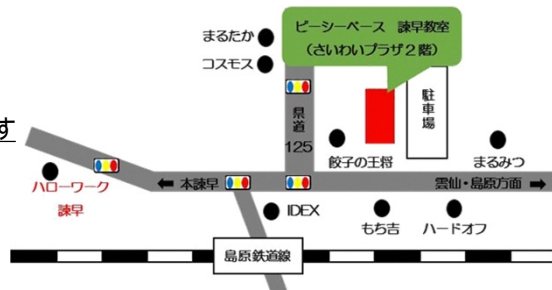 ピーシーベース 諫早教室
(さいわいプラザ2階)
まるたか
コスモス
県道
125
駐車場
す
餃子の王将
まるみつ
ハローワーク
諫早
← 本諫早
雲仙・島原方面 →
IDEX
もち吉
ハードオフ
島原鉄道線